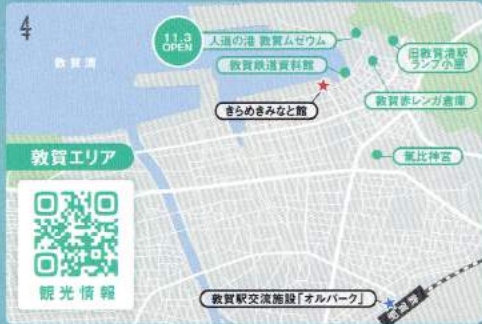 4
11.3
OPEN
人道の港 敦賀ムゼウム
旧敦賀港駅
ランプ小屋
敦賀湾
敦賀鉄道資料館
敦賀赤レンガ倉庫
きらめきみなと館
敦賀エリア
氣比神宮
観光情報
敦賀駅交流施設「オルパーク」
敦賀駅